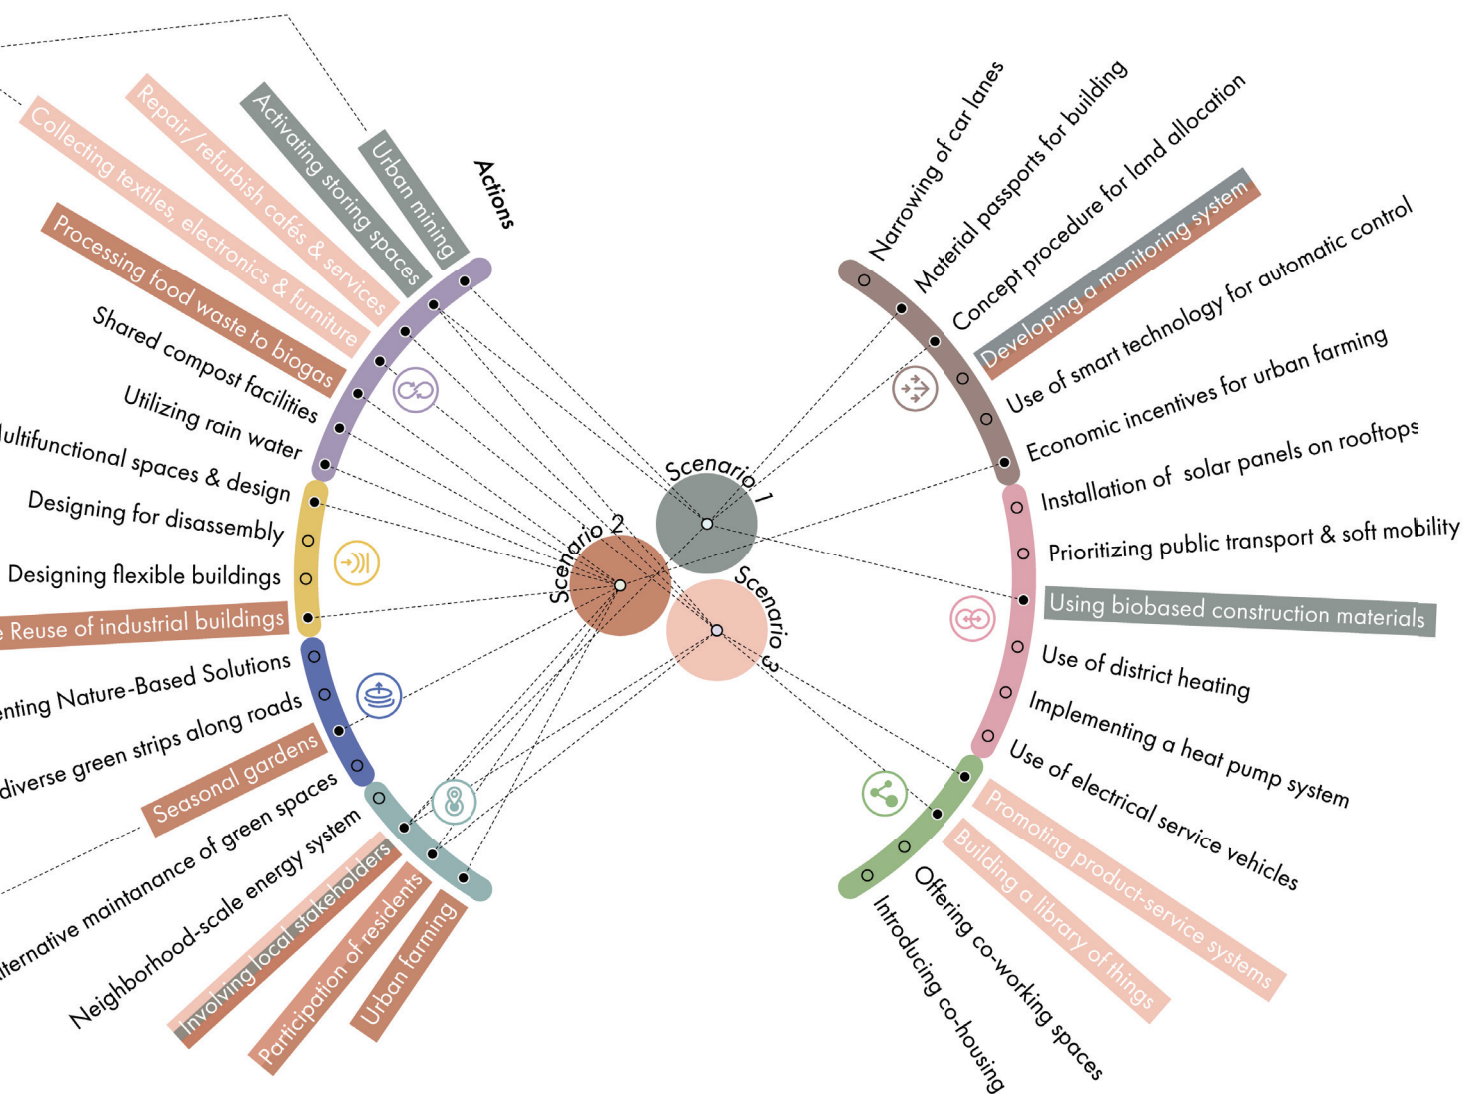 Actions
Urban mining
Activating storing spaces
Repair/refurbish cafés & services
Collecting textiles, electronics & furniture
Processing food waste to biogas
Shared compost facilities
Utilizing rain water
ultifunctional spaces & design
Designing for disassembly
Designing flexible buildings
e Reuse of industrial buildings
enting Nature-Based Solutions
diverse green strips along roads
Seasonal gardens
lternative maintanance of green spaces
Neighborhood-scale energy system
Involving local stakeholders
Participation of residents
Urban farming
Scenario 1
Scenario 2
Scenario 3
Narrowing of car lanes
Material passports for building
Concept procedure for land allocation
Developing a monitoring system
Use of smart technology for automatic control
Economic incentives for urban farming
Installation of solar panels on rooftops
Prioritizing public transport & soft mobility
Using biobased construction materials
Use of district heating
Implementing a heat pump system
Use of electrical service vehicles
Promoting product-service systems
Building a library of things
Offering co-working spaces
Introducing co-housing